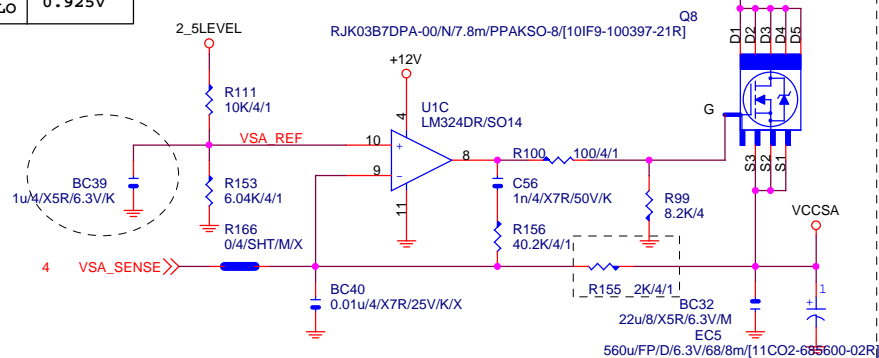 LO 0.925V
2_5LEVEL
RJK03B7DPA-00/N/7.8m/PPAKSO-8/[10IF9-100397-21R]
Q8
D1 D2 D3 D4 D5
+12V
R111
10K/4/1
4
U1C
LM324DR/SO14
G
VSA_REF
10
+
8
9
-
11
R100 100/4/1
S3 S2 S1
BC39
1u/4/X5R/6.3V/K
R153
6.04K/4/1
C56
1n/4/X7R/50V/K
R99
8.2K/4
VCCSA
R166
0/4/SHT/M/X
R156
40.2K/4/1
4 VSA_SENSE
R155 2K/4/1
BC40
0.01u/4/X7R/25V/K/X
BC32
22u/8/X5R/6.3V/M
1
+
EC5
560u/FP/D/6.3V/68/8m/[11CO2-685600-02R]